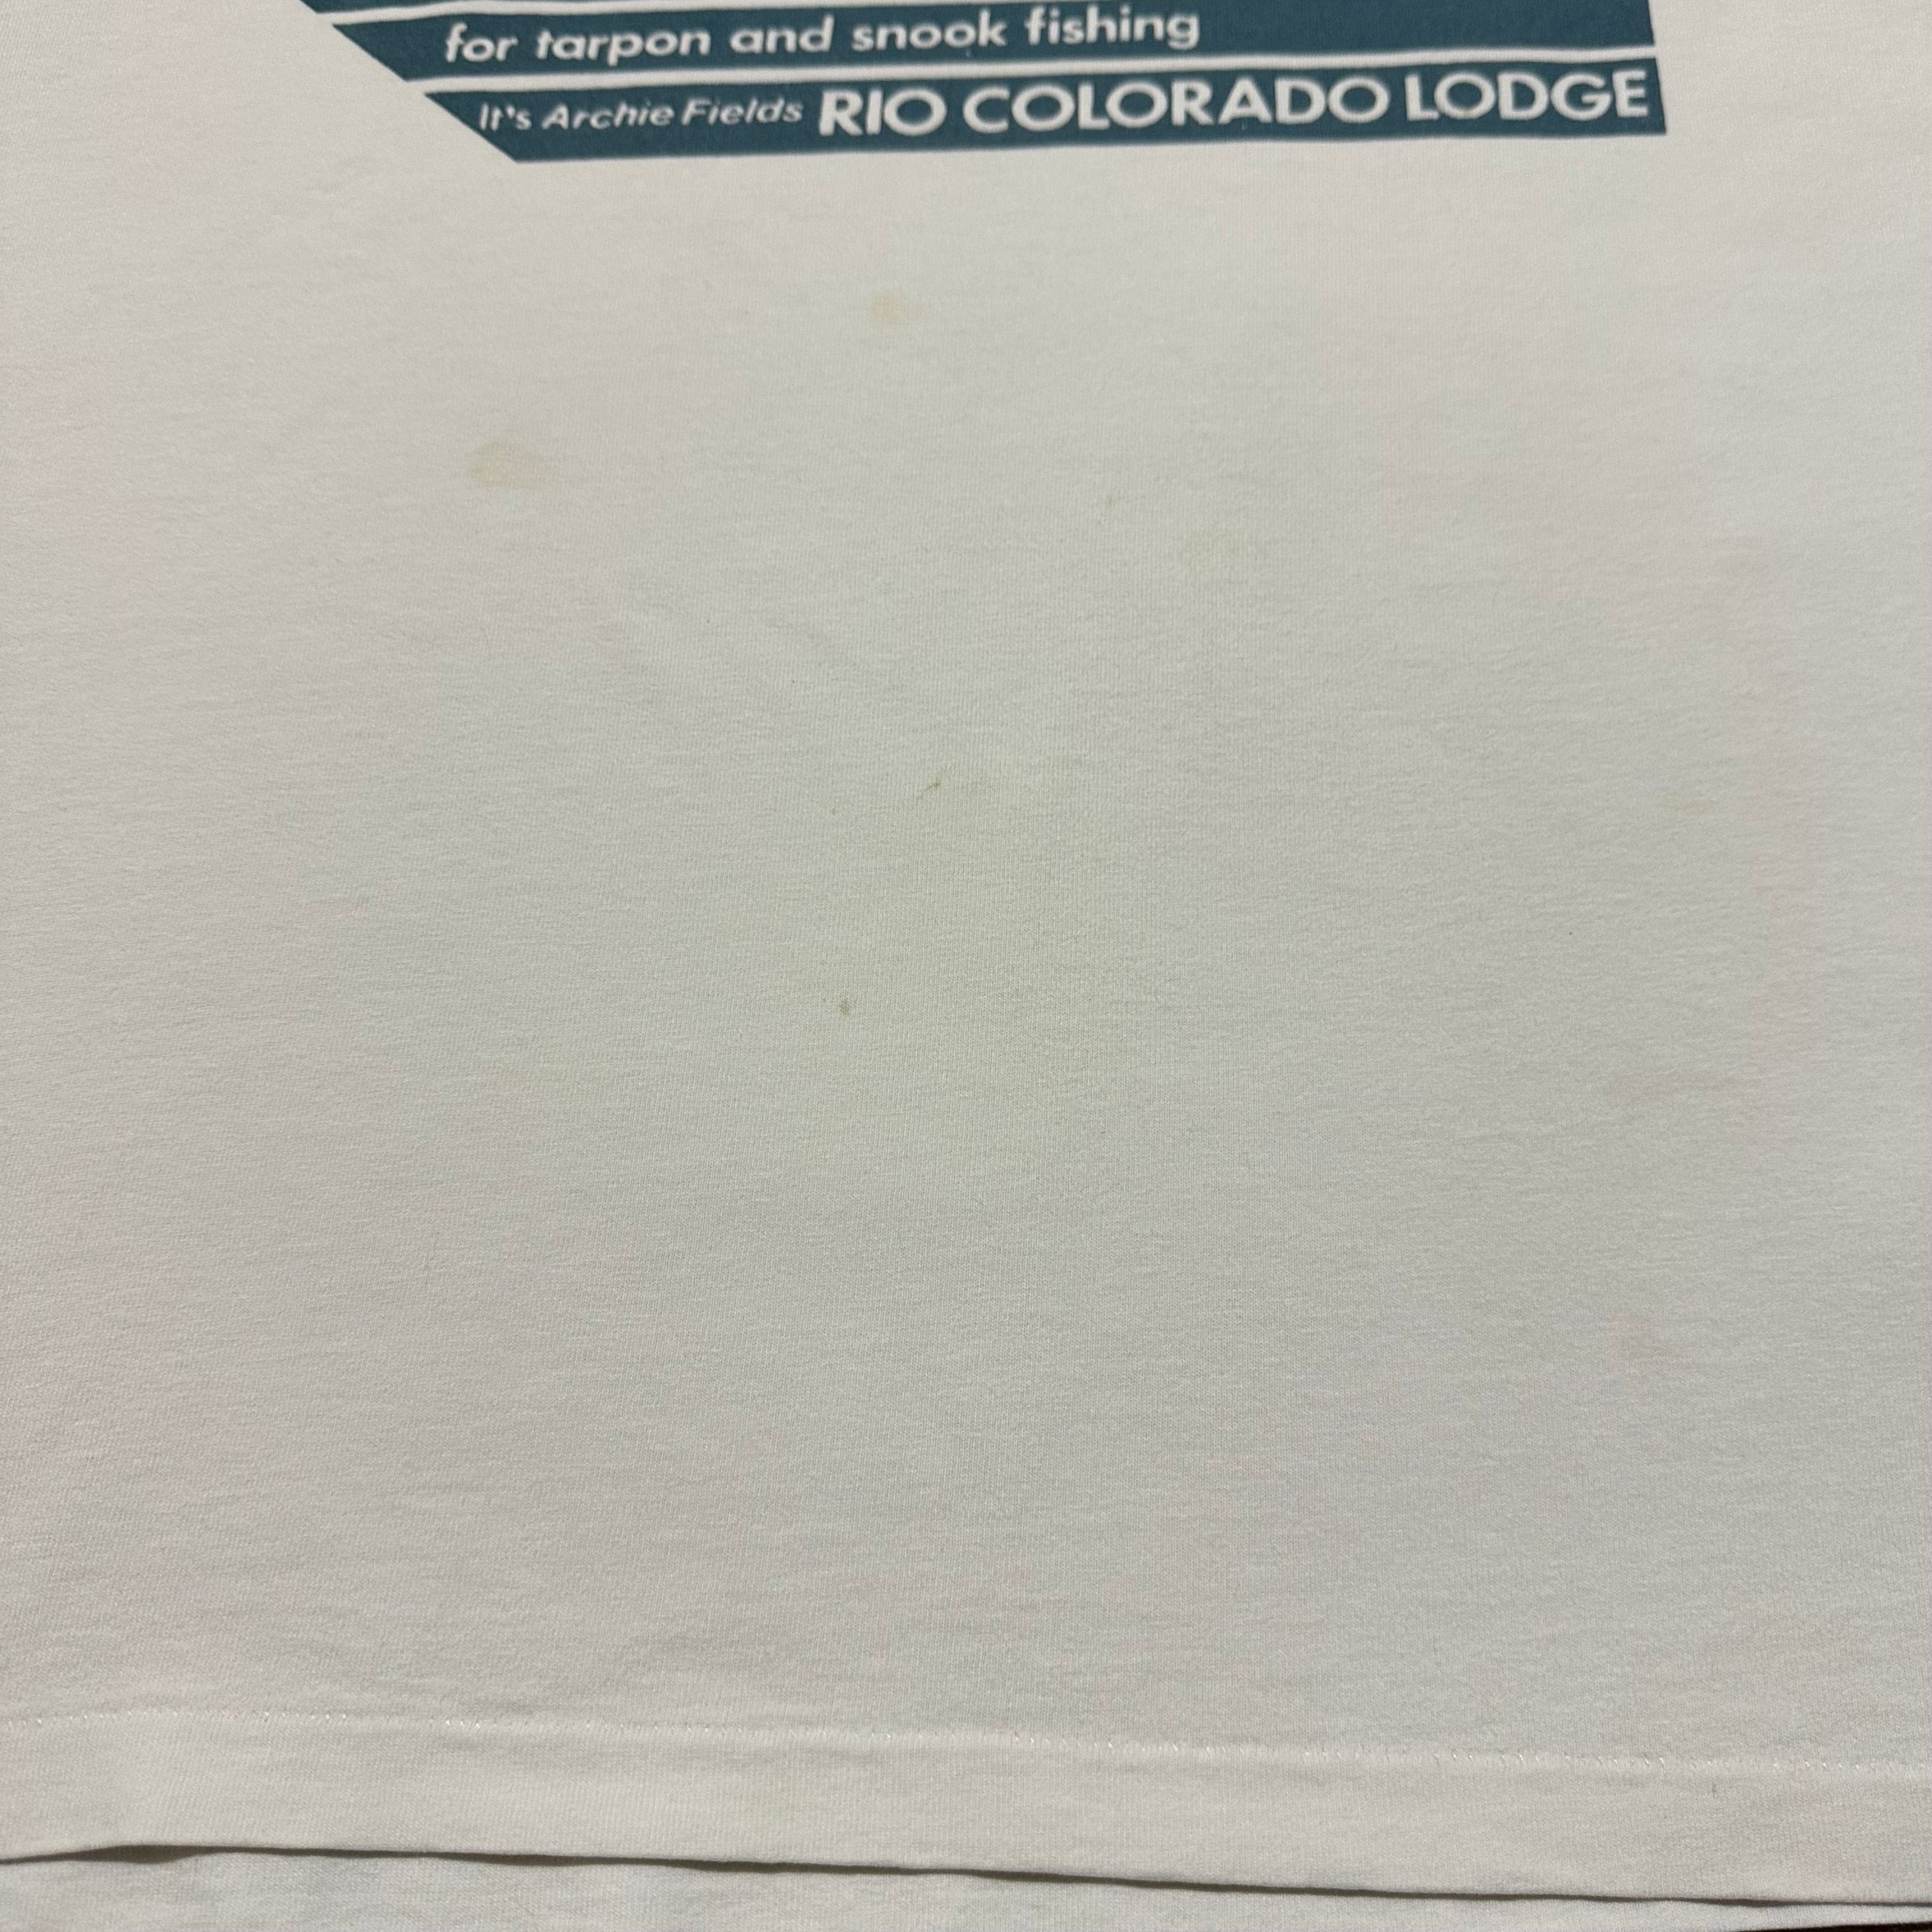 for tarpon and snook fishing
It's Archie Fields RIO COLORADO LODGE